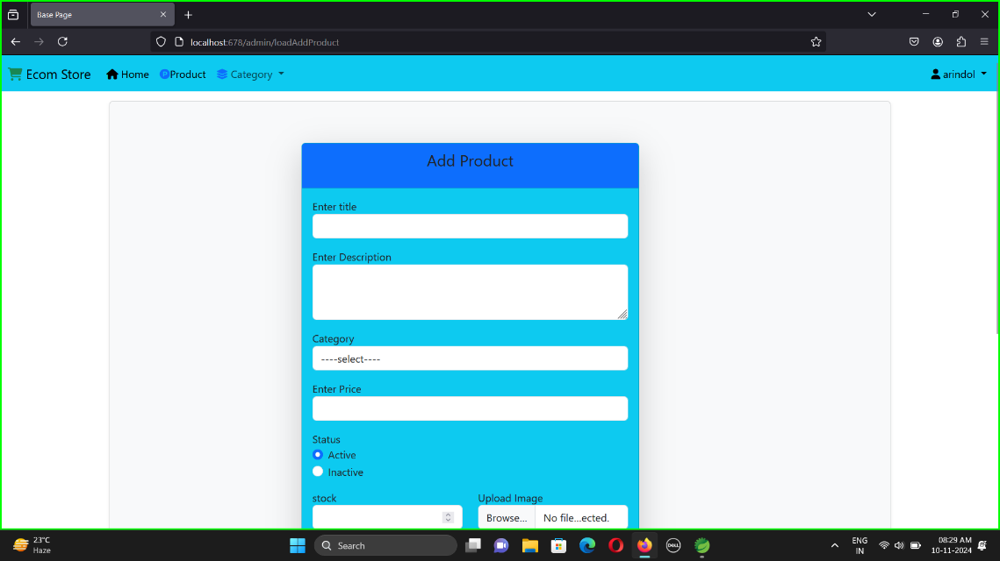 Base Page
localhost:678/admin/loadAddProduct
Ecom Store
Home
Product
Category
arindol
Add Product
Enter title
Enter Description
Category
----select----
Enter Price
Status
Active
Inactive
stock
Upload Image
Browse...
No file...ected.
23°C
Haze
Search
DELL
ENG
IN
08:29 AM
10-11-2024